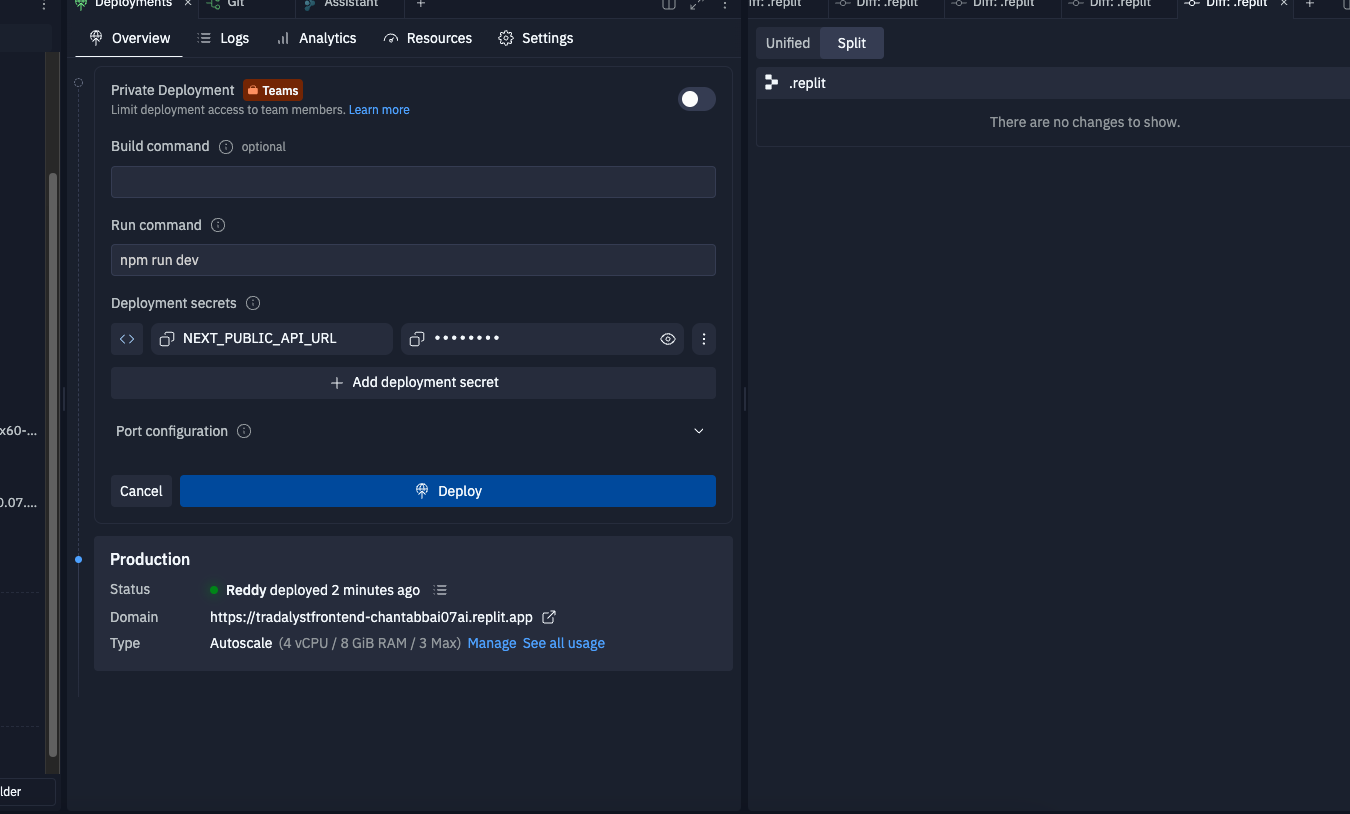 Deployments
Git
Assistant
Overview
Logs
Analytics
Resources
Settings
Private Deployment Teams
Limit deployment access to team members. Learn more
Build command optional
Run command
npm run dev
Deployment secrets
NEXT_PUBLIC_API_URL ••••••••
Add deployment secret
Port configuration
Cancel
Deploy
Production
Status Reddy deployed 2 minutes ago
Domain https://tradalystfrontend-chantabbai07ai.replit.app
Type Autoscale (4 vCPU / 8 GiB RAM / 3 Max) Manage See all usage
x60-...
0.07....
lder
ff: .replit
Diff: .replit
Diff: .replit
Diff: .replit
Diff: .replit
Unified
Split
.replit
There are no changes to show.